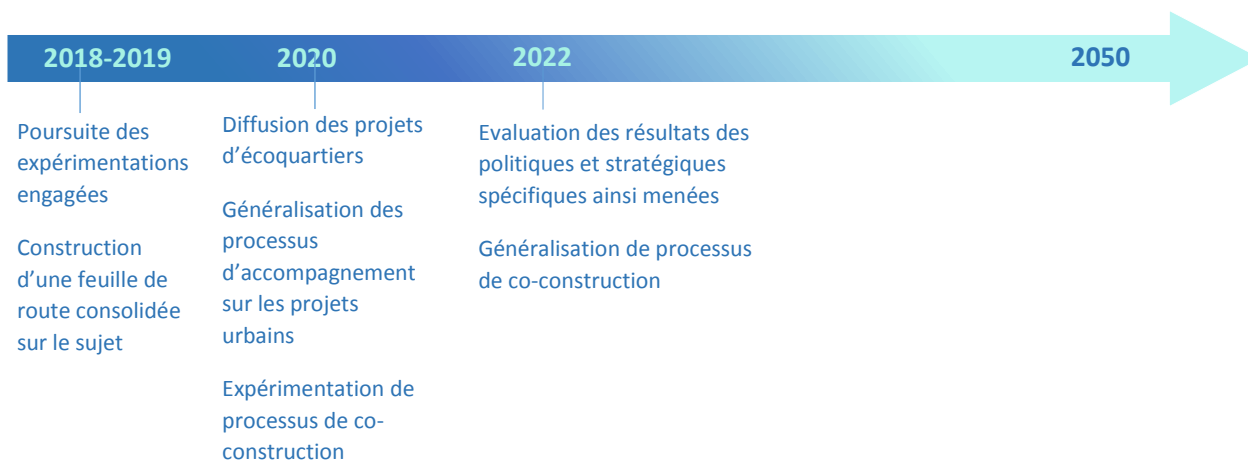 2018-2019 2020 2022 2050
Poursuite des
expérimentations
engagées
Construction
d'une feuille de
route consolidée
sur le sujet
Diffusion des projets
d'écoquartiers
Généralisation des
processus
d'accompagnement
sur les projets
urbains
Expérimentation de
processus de co-
construction
Evaluation des résultats des
politiques et stratégiques
spécifiques ainsi menées
Généralisation de processus
de co-construction